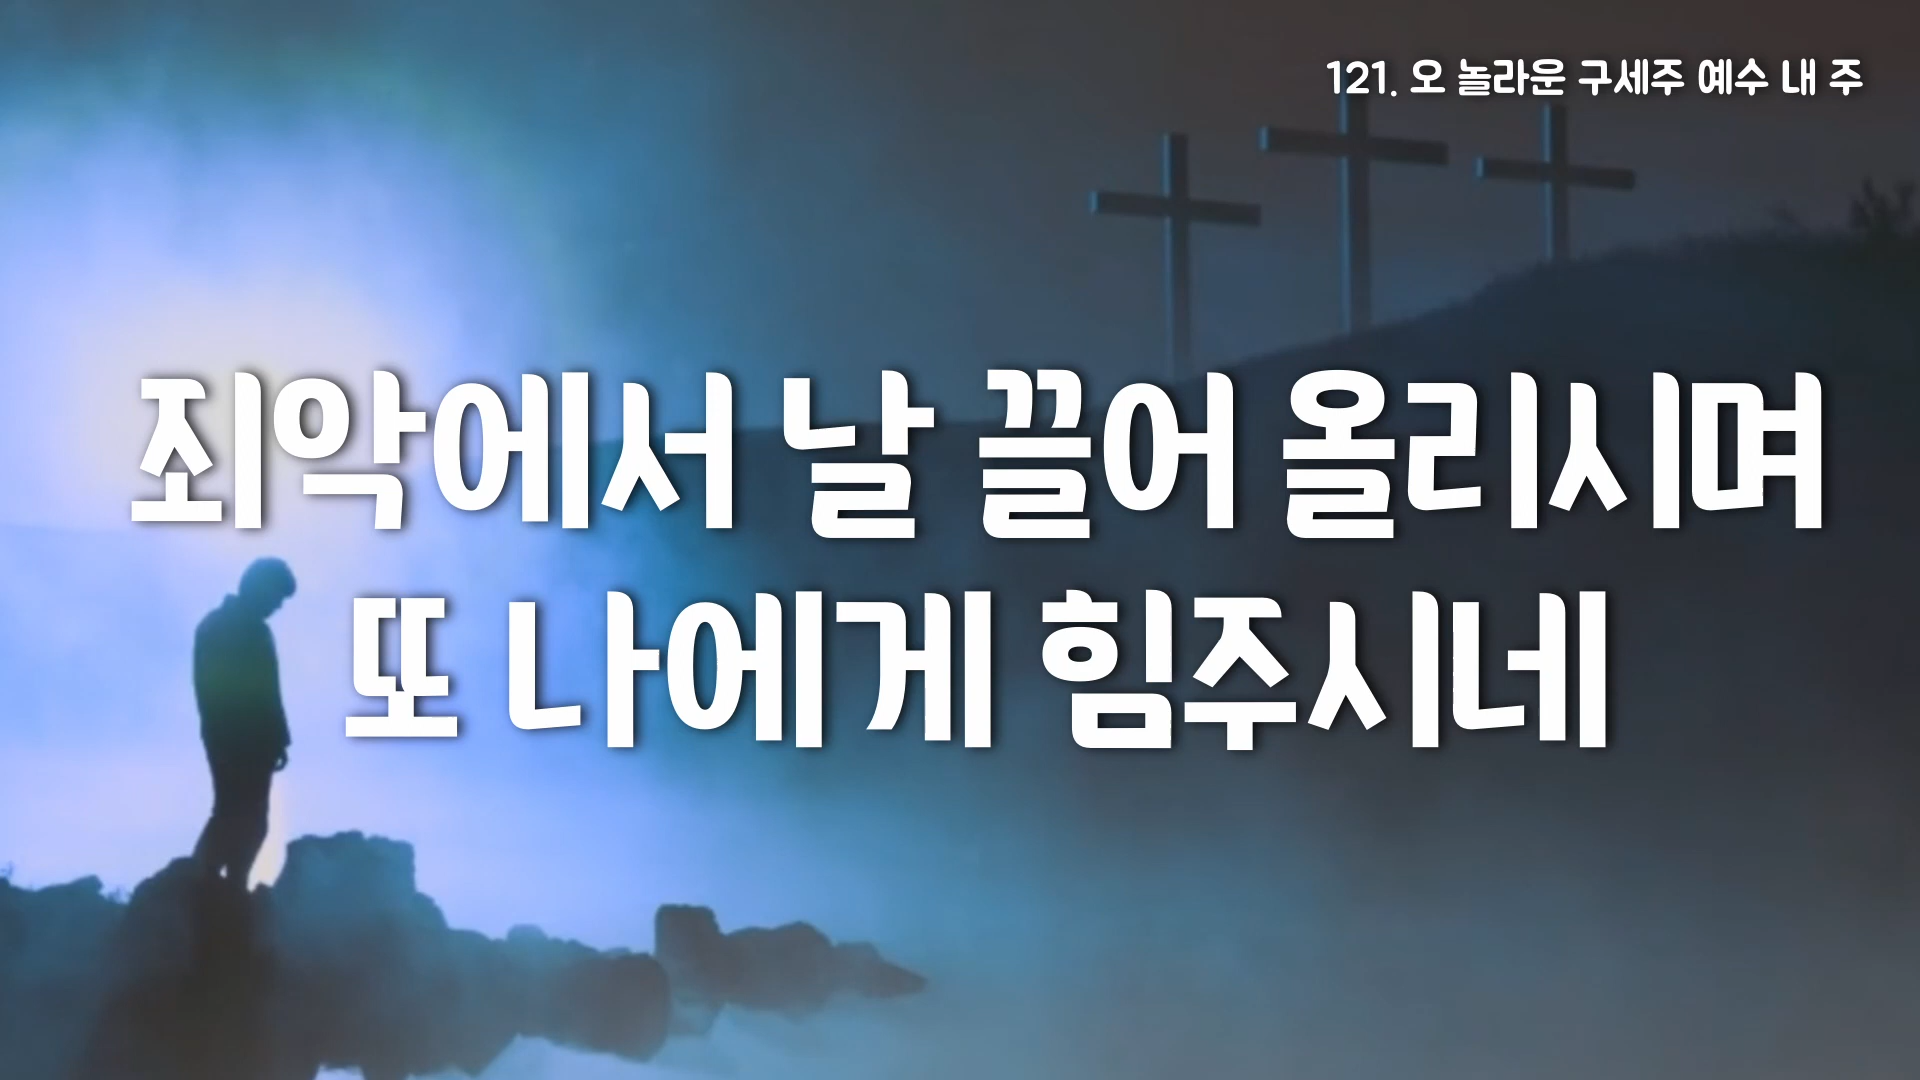 121. 오 놀라운 구세주 예수 내 주
죄악에서 날 끌어 올리시며
또 나에게 힘주시네